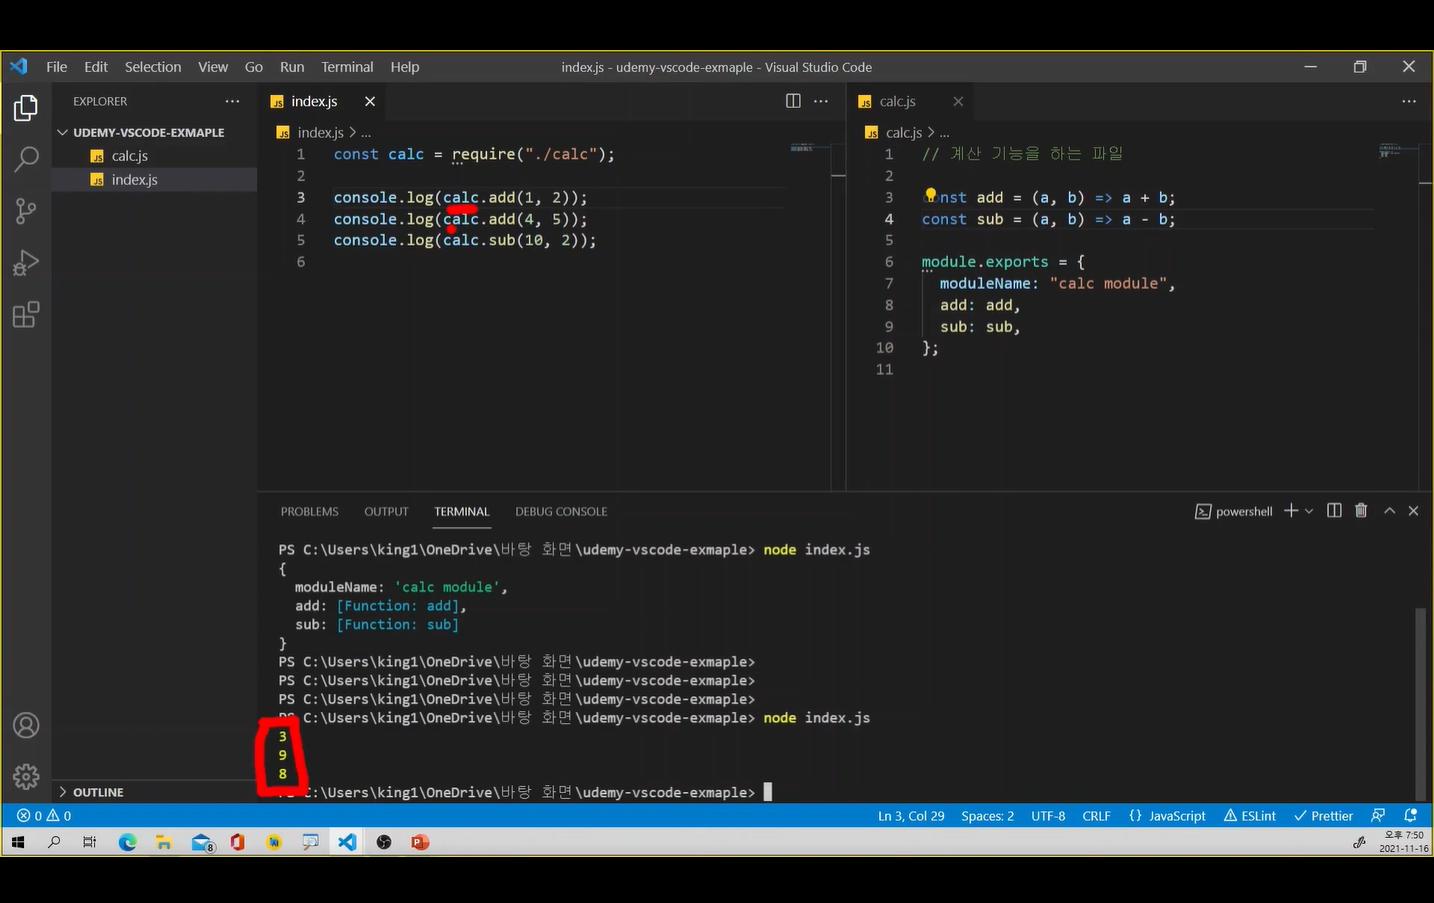 File Edit Selection View Go Run Terminal Help
index.js - udemy-vscode-exmaple - Visual Studio Code
EXPLORER
UDEMY-VSCODE-EXMAPLE
calc.js
index.js
OUTLINE
index.js
index.js > ...
1 const calc = require("./calc");
2
3 console.log(calc.add(1, 2));
4 console.log(calc.add(4, 5));
5 console.log(calc.sub(10, 2));
6
calc.js
calc.js > ...
1 // 계산 기능을 하는 파일
2
3 const add = (a, b) => a + b;
4 const sub = (a, b) => a - b;
5
6 module.exports = {
7 moduleName: "calc module",
8 add: add,
9 sub: sub,
10 };
11
PROBLEMS OUTPUT TERMINAL DEBUG CONSOLE
powershell
PS C:\Users\king1\OneDrive\바탕 화면\udemy-vscode-exmaple> node index.js
{
moduleName: 'calc module',
add: [Function: add],
sub: [Function: sub]
}
PS C:\Users\king1\OneDrive\바탕 화면\udemy-vscode-exmaple>
PS C:\Users\king1\OneDrive\바탕 화면\udemy-vscode-exmaple>
PS C:\Users\king1\OneDrive\바탕 화면\udemy-vscode-exmaple>
PS C:\Users\king1\OneDrive\바탕 화면\udemy-vscode-exmaple> node index.js
3
9
8
PS C:\Users\king1\OneDrive\바탕 화면\udemy-vscode-exmaple>
0 0
Ln 3, Col 29 Spaces: 2 UTF-8 CRLF {} JavaScript ESLint Prettier
8
오후 7:50
2021-11-16